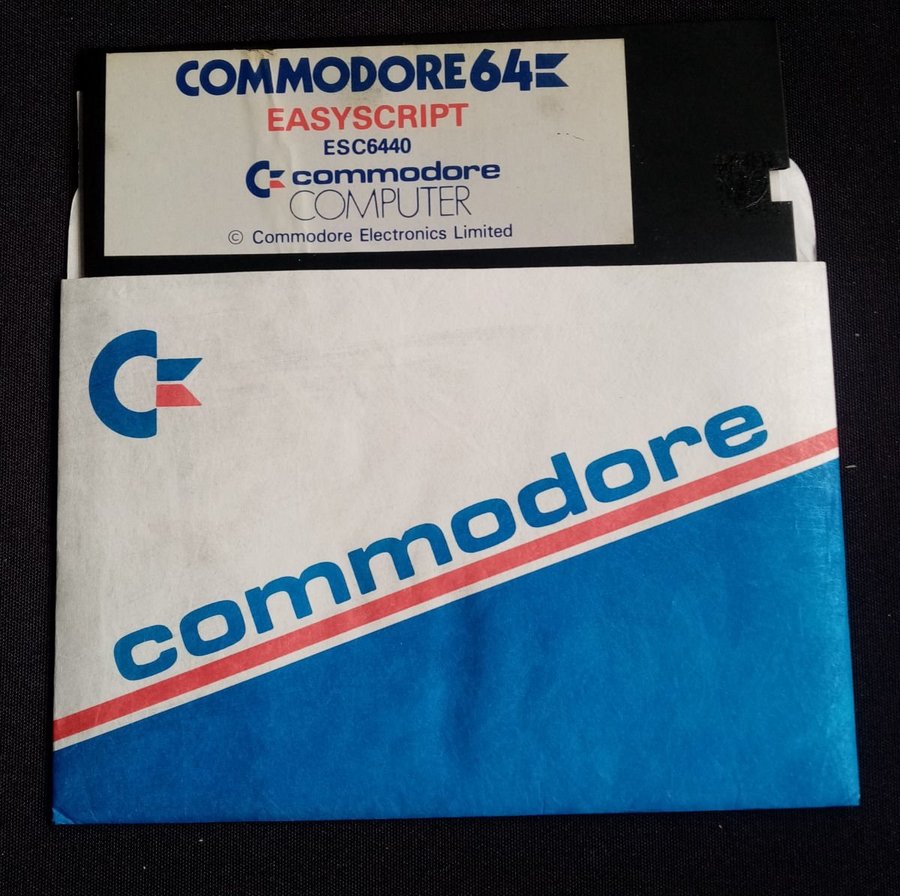 COMMODORE 64
EASYSCRIPT
ESC6440
commodore
COMPUTER
© Commodore Electronics Limited
commodore